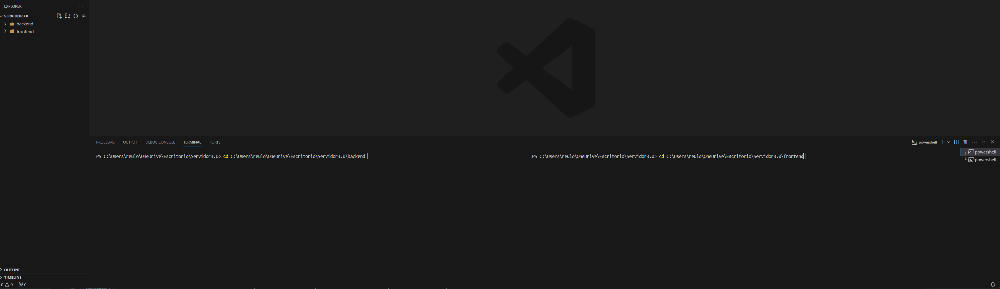 EXPLORER
SERVIDOR3.0
backend
frontend
OUTLINE
TIMELINE
PROBLEMS OUTPUT DEBUG CONSOLE TERMINAL PORTS
powershell
PS C:\Users\reulo\OneDrive\Escritorio\Servidor3.0> cd C:\Users\reulo\OneDrive\Escritorio\Servidor3.0\backend
PS C:\Users\reulo\OneDrive\Escritorio\Servidor3.0> cd C:\Users\reulo\OneDrive\Escritorio\Servidor3.0\frontend
powershell
powershell
0 0 0